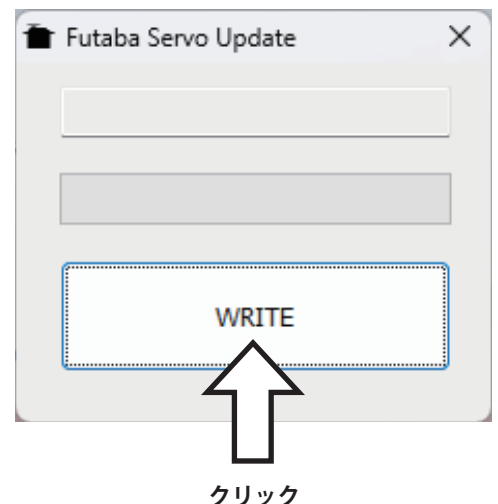 Futaba Servo Update
WRITE
クリック